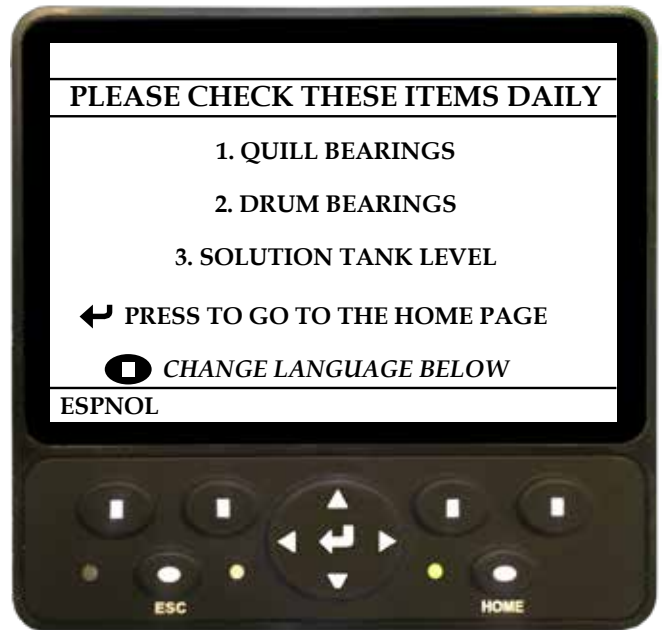 PLEASE CHECK THESE ITEMS DAILY
1. QUILL BEARINGS
2. DRUM BEARINGS
3. SOLUTION TANK LEVEL
PRESS TO GO TO THE HOME PAGE
CHANGE LANGUAGE BELOW
ESPNOL
ESC HOME